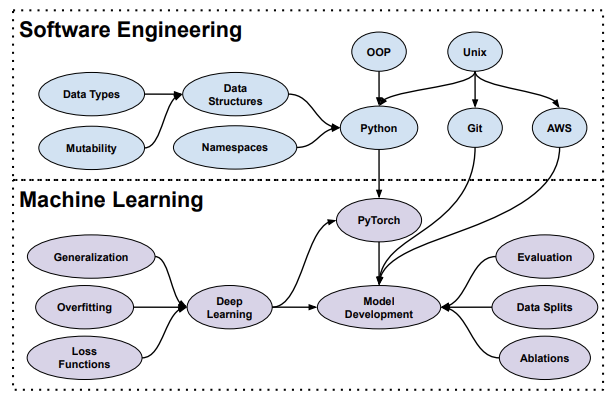 Software Engineering
OOP
Unix
Data Types
Data
Structures
Mutability
Namespaces
Python
Git
AWS
Machine Learning
PyTorch
Generalization
Evaluation
Overfitting
Deep
Learning
Model
Development
Data Splits
Loss
Functions
Ablations